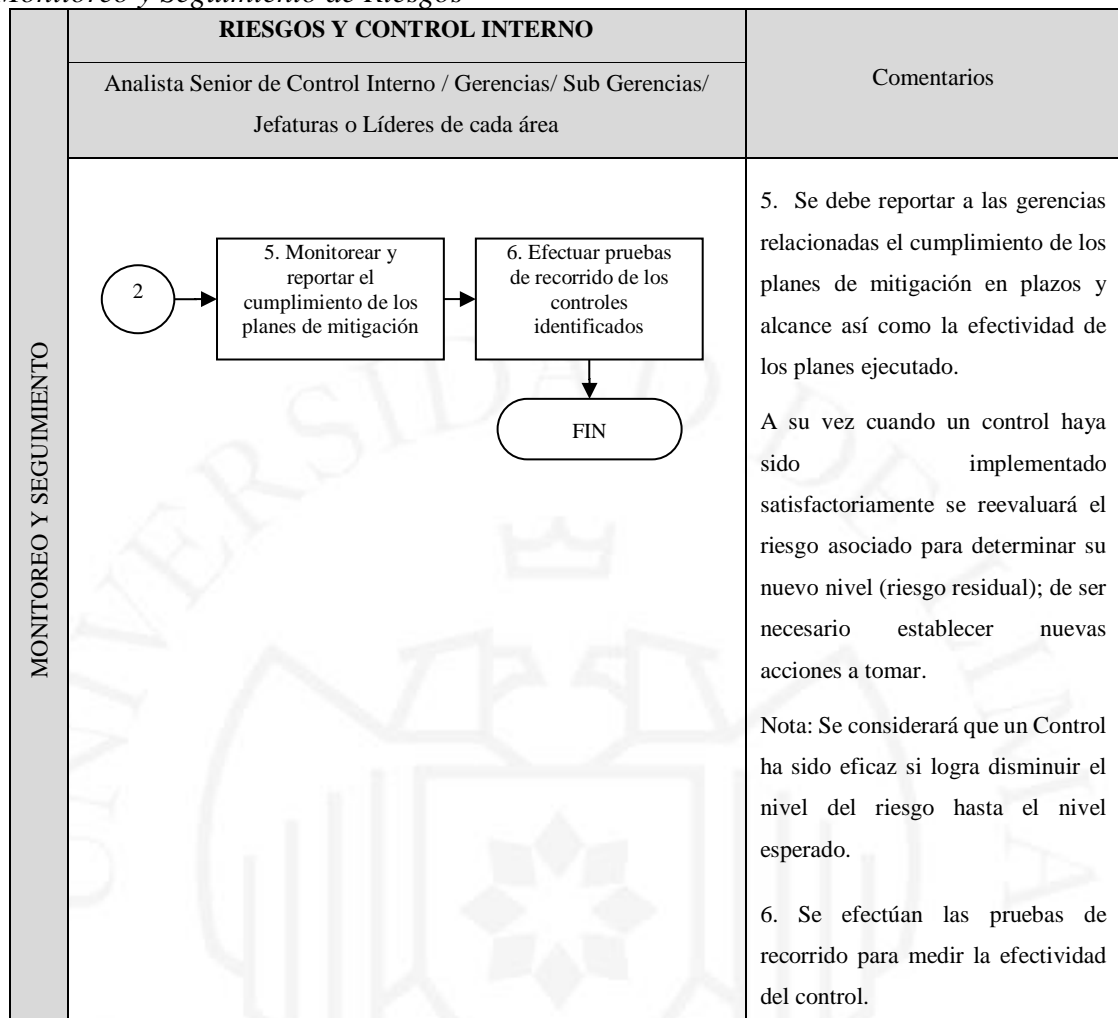 Monitoreo y Seguimiento de Riesgos
RIESGOS Y CONTROL INTERNO
Analista Senior de Control Interno / Gerencias/ Sub Gerencias/
Jefaturas o Líderes de cada área
Comentarios
MONITOREO Y SEGUIMIENTO
2
5. Monitorear y
reportar el
cumplimiento de los
planes de mitigación
6. Efectuar pruebas
de recorrido de los
controles
identificados
FIN
5. Se debe reportar a las gerencias
relacionadas el cumplimiento de los
planes de mitigación en plazos y
alcance así como la efectividad de
los planes ejecutado.
A su vez cuando un control haya
sido implementado
satisfactoriamente se reevaluará el
riesgo asociado para determinar su
nuevo nivel (riesgo residual); de ser
necesario establecer nuevas
acciones a tomar.
Nota: Se considerará que un Control
ha sido eficaz si logra disminuir el
nivel del riesgo hasta el nivel
esperado.
6. Se efectúan las pruebas de
recorrido para medir la efectividad
del control.
UNIVERSIDAD DE LIMA